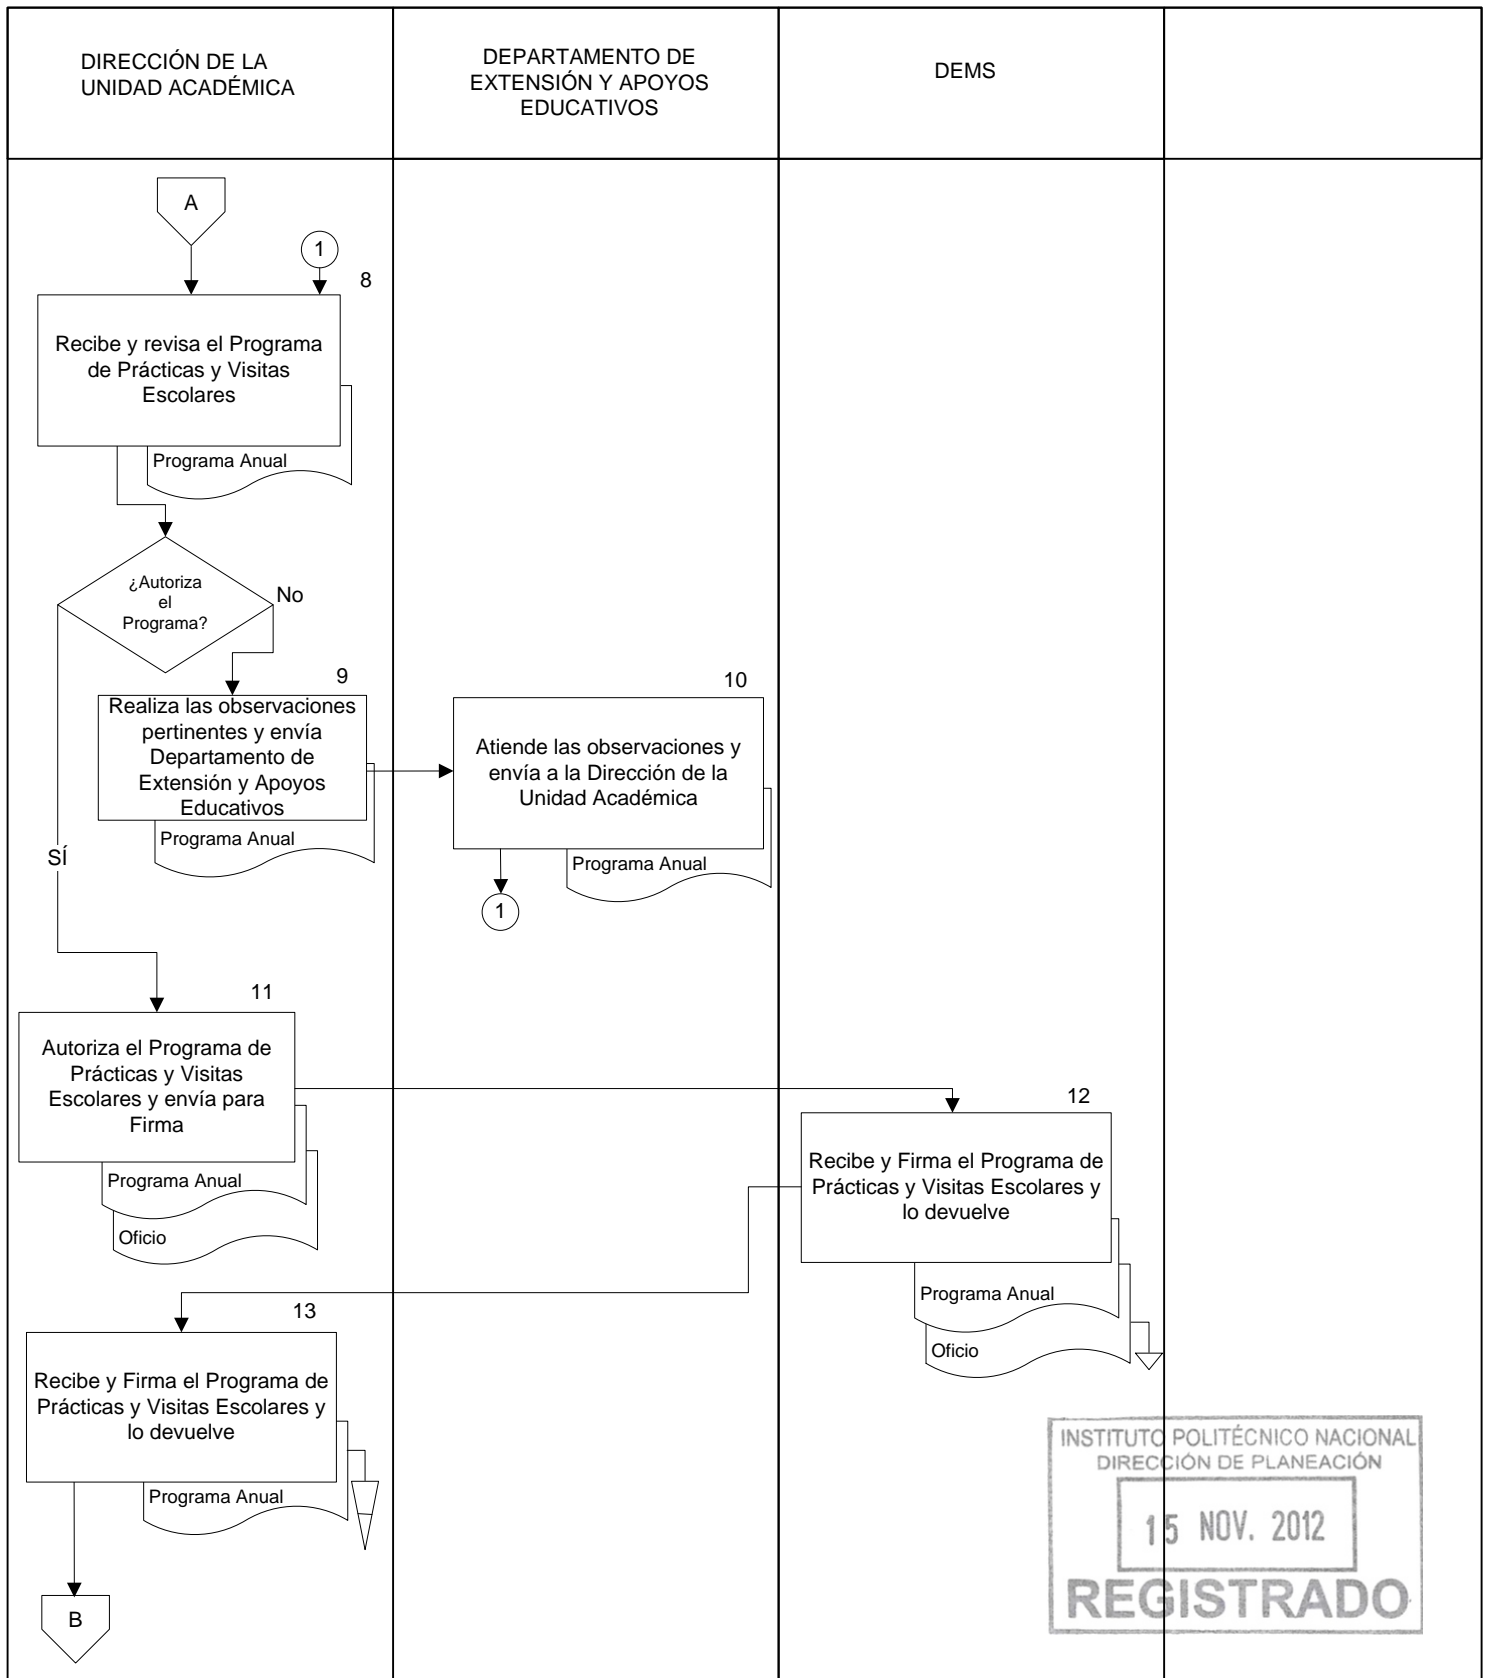 DIRECCIÓN DE LA
UNIDAD ACADÉMICA
DEPARTAMENTO DE
EXTENSIÓN Y APOYOS
EDUCATIVOS
DEMS
A
1
8
Recibe y revisa el Programa
de Prácticas y Visitas
Escolares
Programa Anual
¿Autoriza
el
Programa?
No
9
Realiza las observaciones
pertinentes y envía
Departamento de
Extensión y Apoyos
Educativos
Programa Anual
10
Atiende las observaciones y
envía a la Dirección de la
Unidad Académica
Programa Anual
1
SÍ
11
Autoriza el Programa de
Prácticas y Visitas
Escolares y envía para
Firma
Programa Anual
Oficio
12
Recibe y Firma el Programa de
Prácticas y Visitas Escolares y
lo devuelve
Programa Anual
Oficio
13
Recibe y Firma el Programa de
Prácticas y Visitas Escolares y
lo devuelve
Programa Anual
B
INSTITUTO POLITÉCNICO NACIONAL
DIRECCIÓN DE PLANEACIÓN
15 NOV. 2012
REGISTRADO